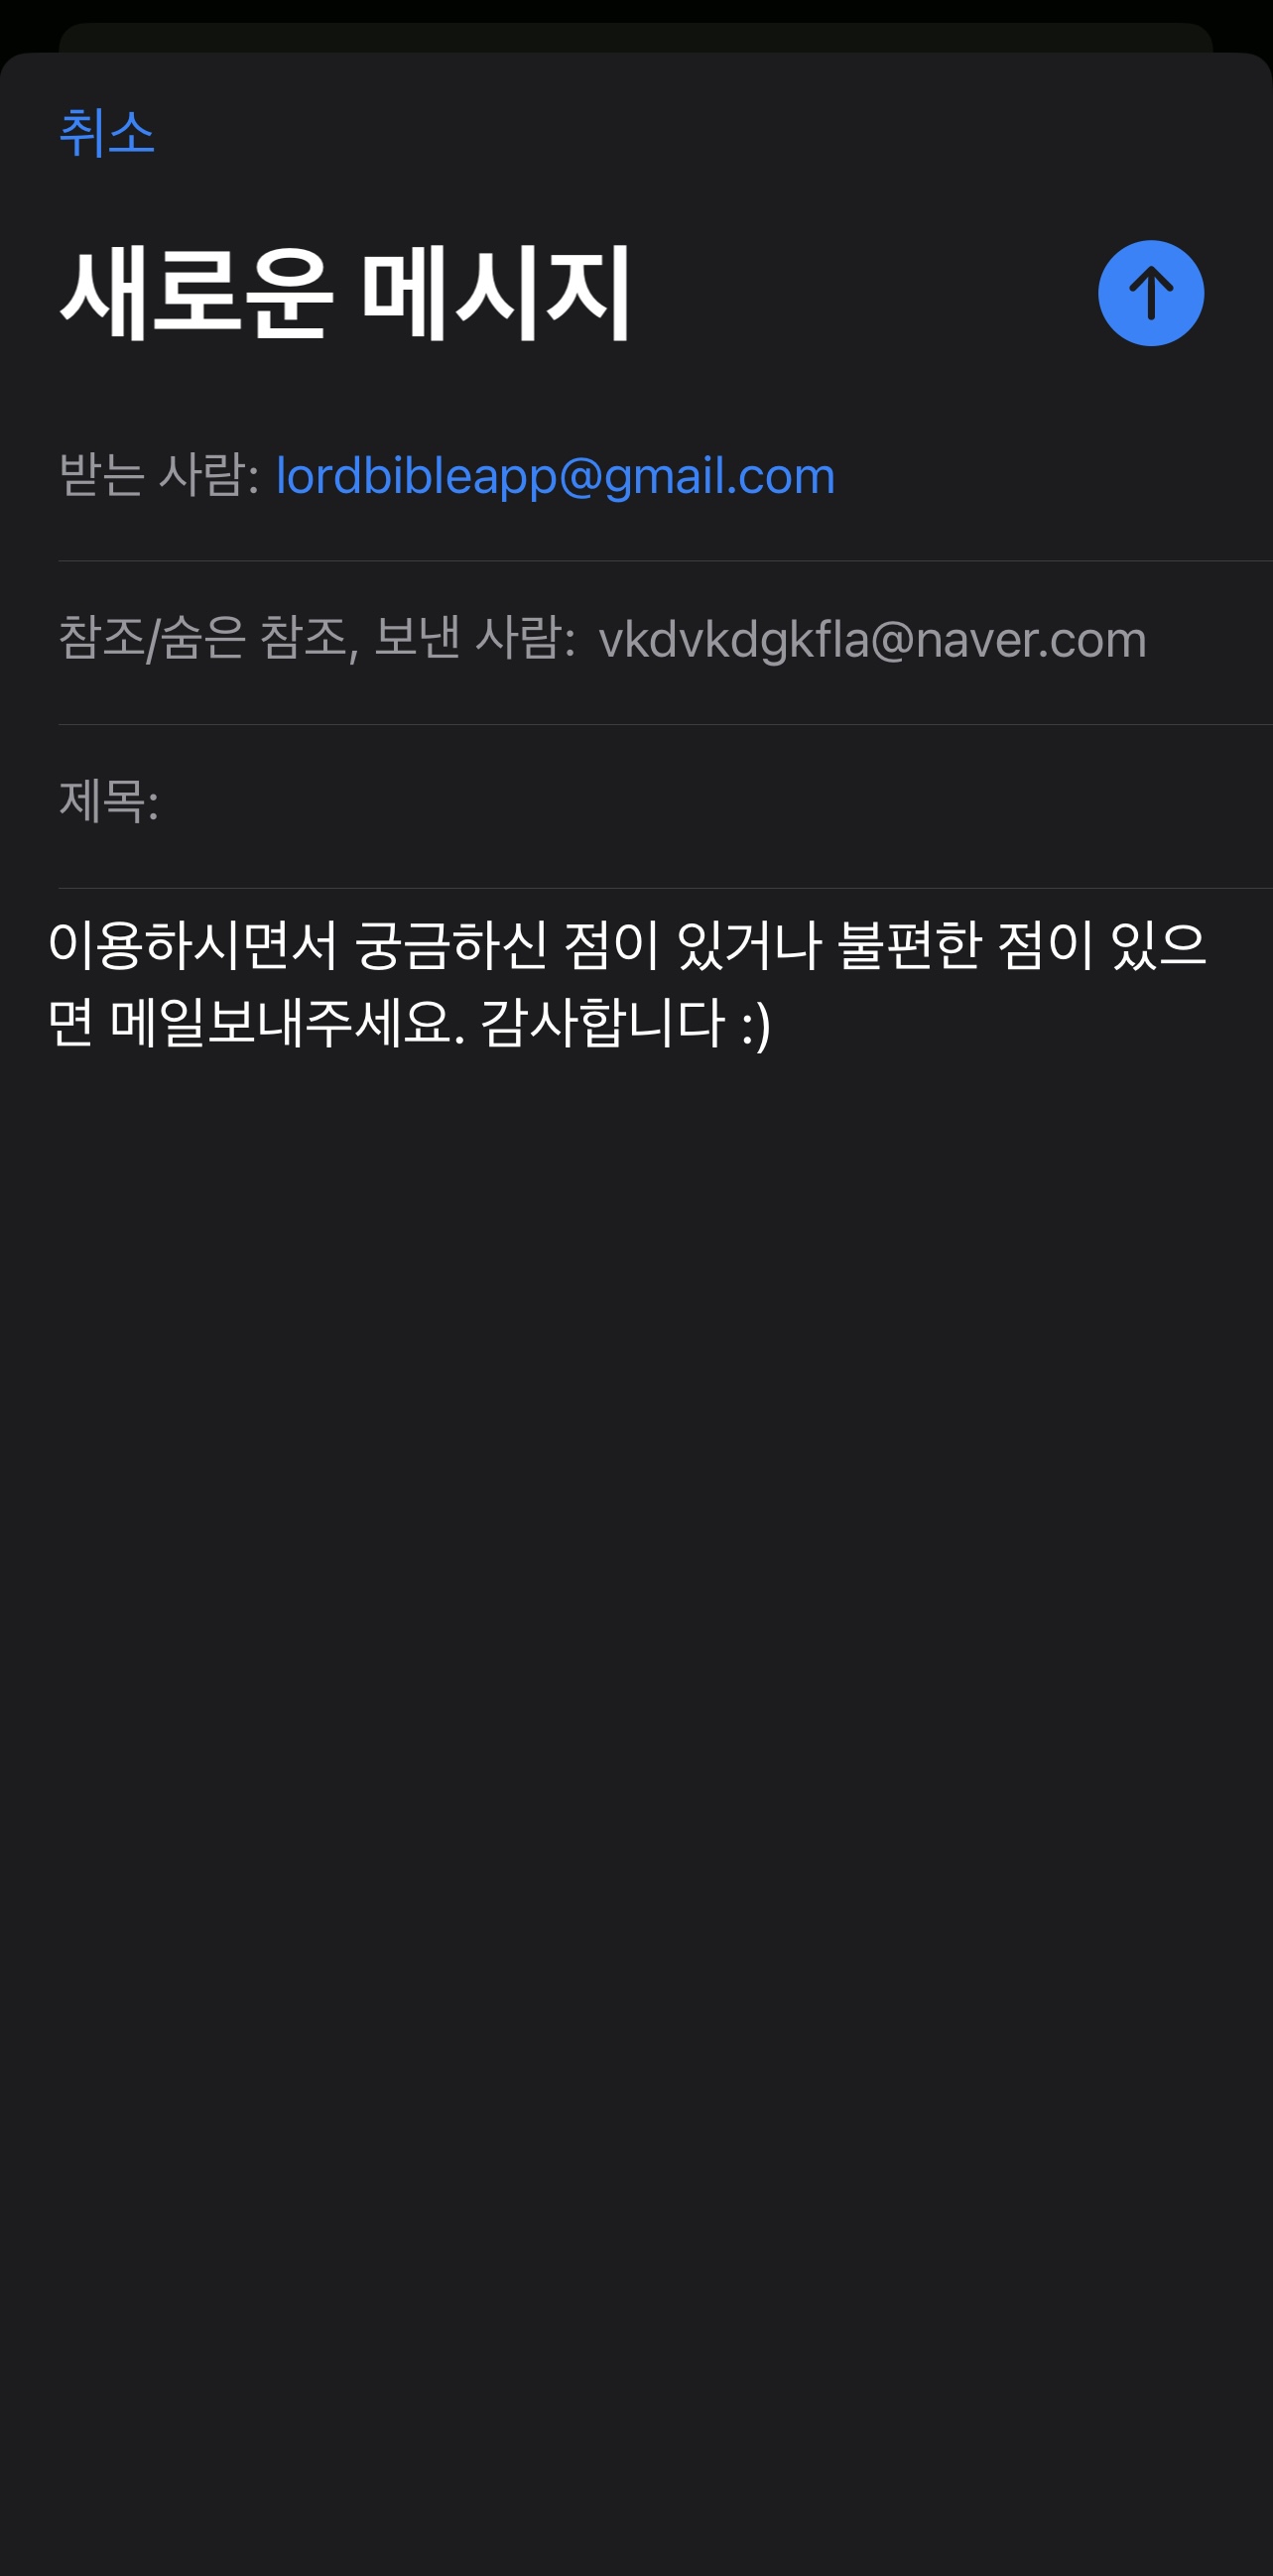 취소
새로운 메시지
받는 사람: lordbibleapp@gmail.com
참조/숨은 참조, 보낸 사람: vkdvkdgkfla@naver.com
제목:
이용하시면서 궁금하신 점이 있거나 불편한 점이 있으
면 메일보내주세요. 감사합니다 :)